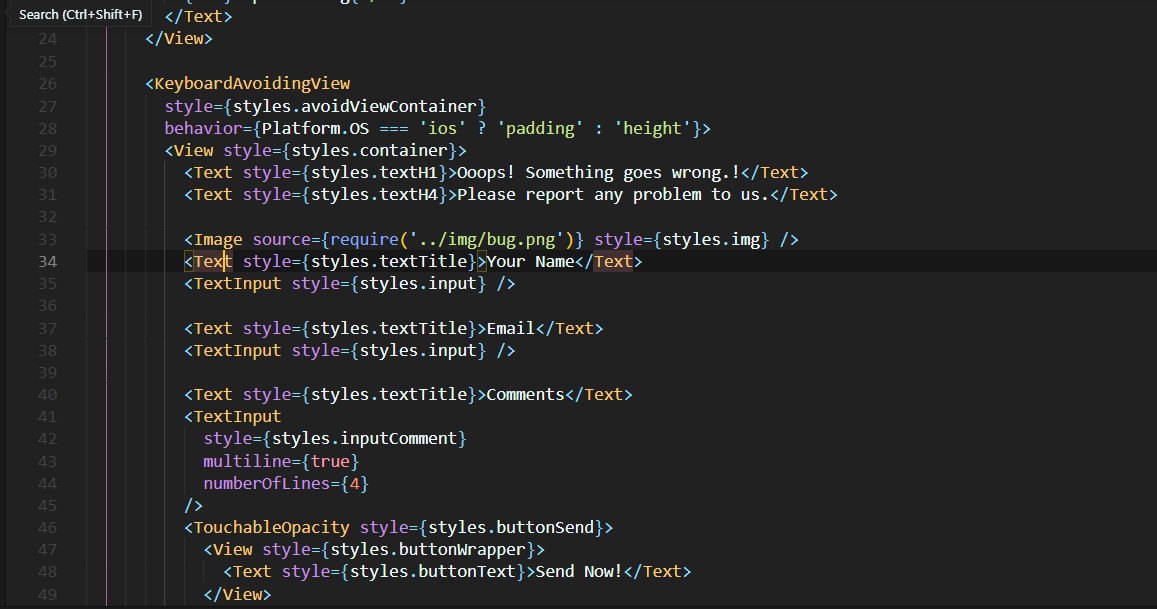 Search (Ctrl+Shift+F)
</Text>
24 </View>
25
26 <KeyboardAvoidingView
27 style={styles.avoidViewContainer}
28 behavior={Platform.OS === 'ios' ? 'padding' : 'height'}>
29 <View style={styles.container}>
30 <Text style={styles.textH1}>Ooops! Something goes wrong.!</Text>
31 <Text style={styles.textH4}>Please report any problem to us.</Text>
32
33 <Image source={require('../img/bug.png')} style={styles.img} />
34 <Text style={styles.textTitle}>Your Name</Text>
35 <TextInput style={styles.input} />
36
37 <Text style={styles.textTitle}>Email</Text>
38 <TextInput style={styles.input} />
39
40 <Text style={styles.textTitle}>Comments</Text>
41 <TextInput
42 style={styles.inputComment}
43 multiline={true}
44 numberOfLines={4}
45 />
46 <TouchableOpacity style={styles.buttonSend}>
47 <View style={styles.buttonWrapper}>
48 <Text style={styles.buttonText}>Send Now!</Text>
49 </View>